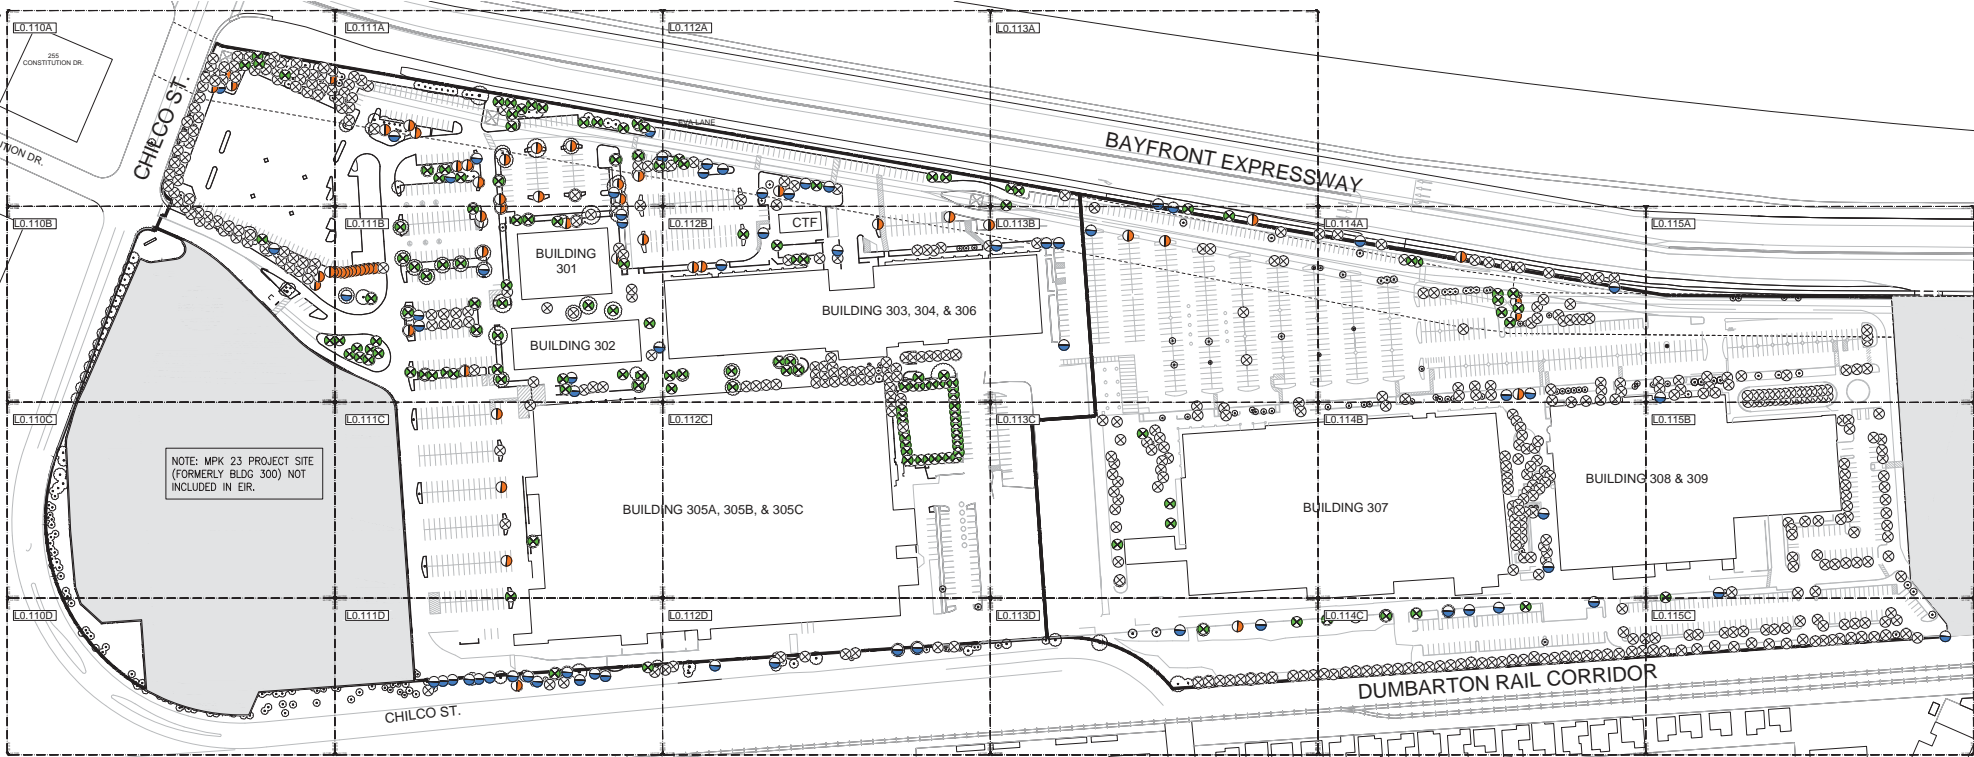 L0.110A
L0.111A
L0.112A
L0.113A
255
CONSTITUTION DR.
CHILCO ST.
EVA LANE
BAYFRONT EXPRESSWAY
TION DR.
L0.110B
L0.111B
L0.112B
L0.113B
L0.114A
L0.115A
CTF
BUILDING
301
BUILDING 303, 304, & 306
BUILDING 302
L0.110C
L0.111C
L0.112C
L0.113C
L0.114B
L0.115B
NOTE: MPK 23 PROJECT SITE
(FORMERLY BLDG 300) NOT
INCLUDED IN EIR.
BUILDING 305A, 305B, & 305C
BUILDING 307
BUILDING 308 & 309
L0.110D
L0.111D
L0.112D
L0.113D
L0.114C
L0.115C
DUMBARTON RAIL CORRIDOR
CHILCO ST.